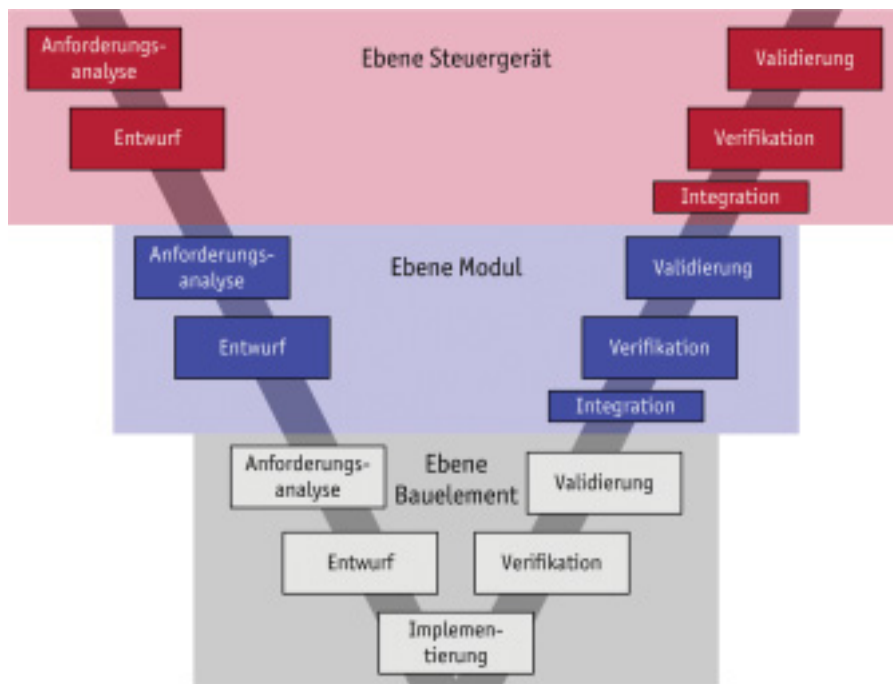 Anforderungs-
analyse
Ebene Steuergerät
Validierung
Entwurf
Verifikation
Integration
Anforderungs-
analyse
Ebene Modul
Validierung
Entwurf
Verifikation
Integration
Anforderungs-
analyse
Ebene
Bauelement
Validierung
Entwurf
Verifikation
Implemen-
tierung